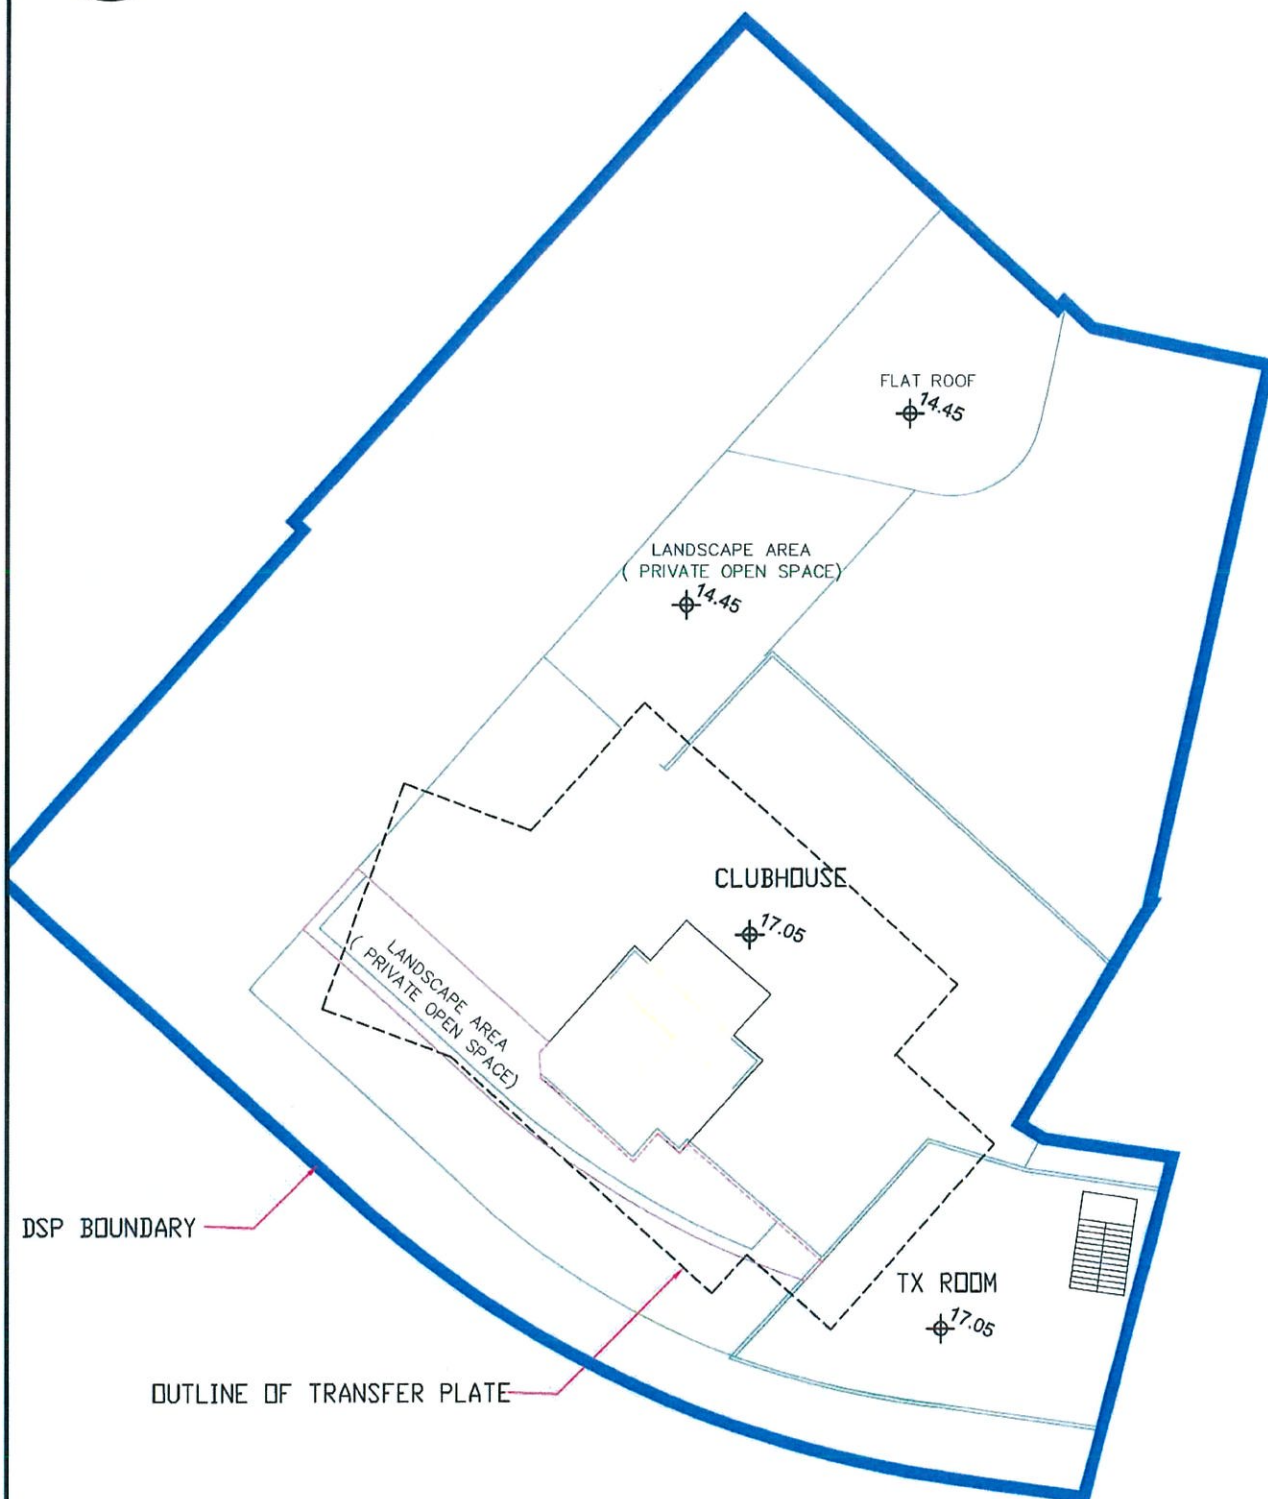 FLAT ROOF
14.45
LANDSCAPE AREA
( PRIVATE OPEN SPACE)
14.45
CLUBHOUSE
17.05
LANDSCAPE AREA
( PRIVATE OPEN SPACE)
DSP BOUNDARY
TX ROOM
17.05
OUTLINE OF TRANSFER PLATE